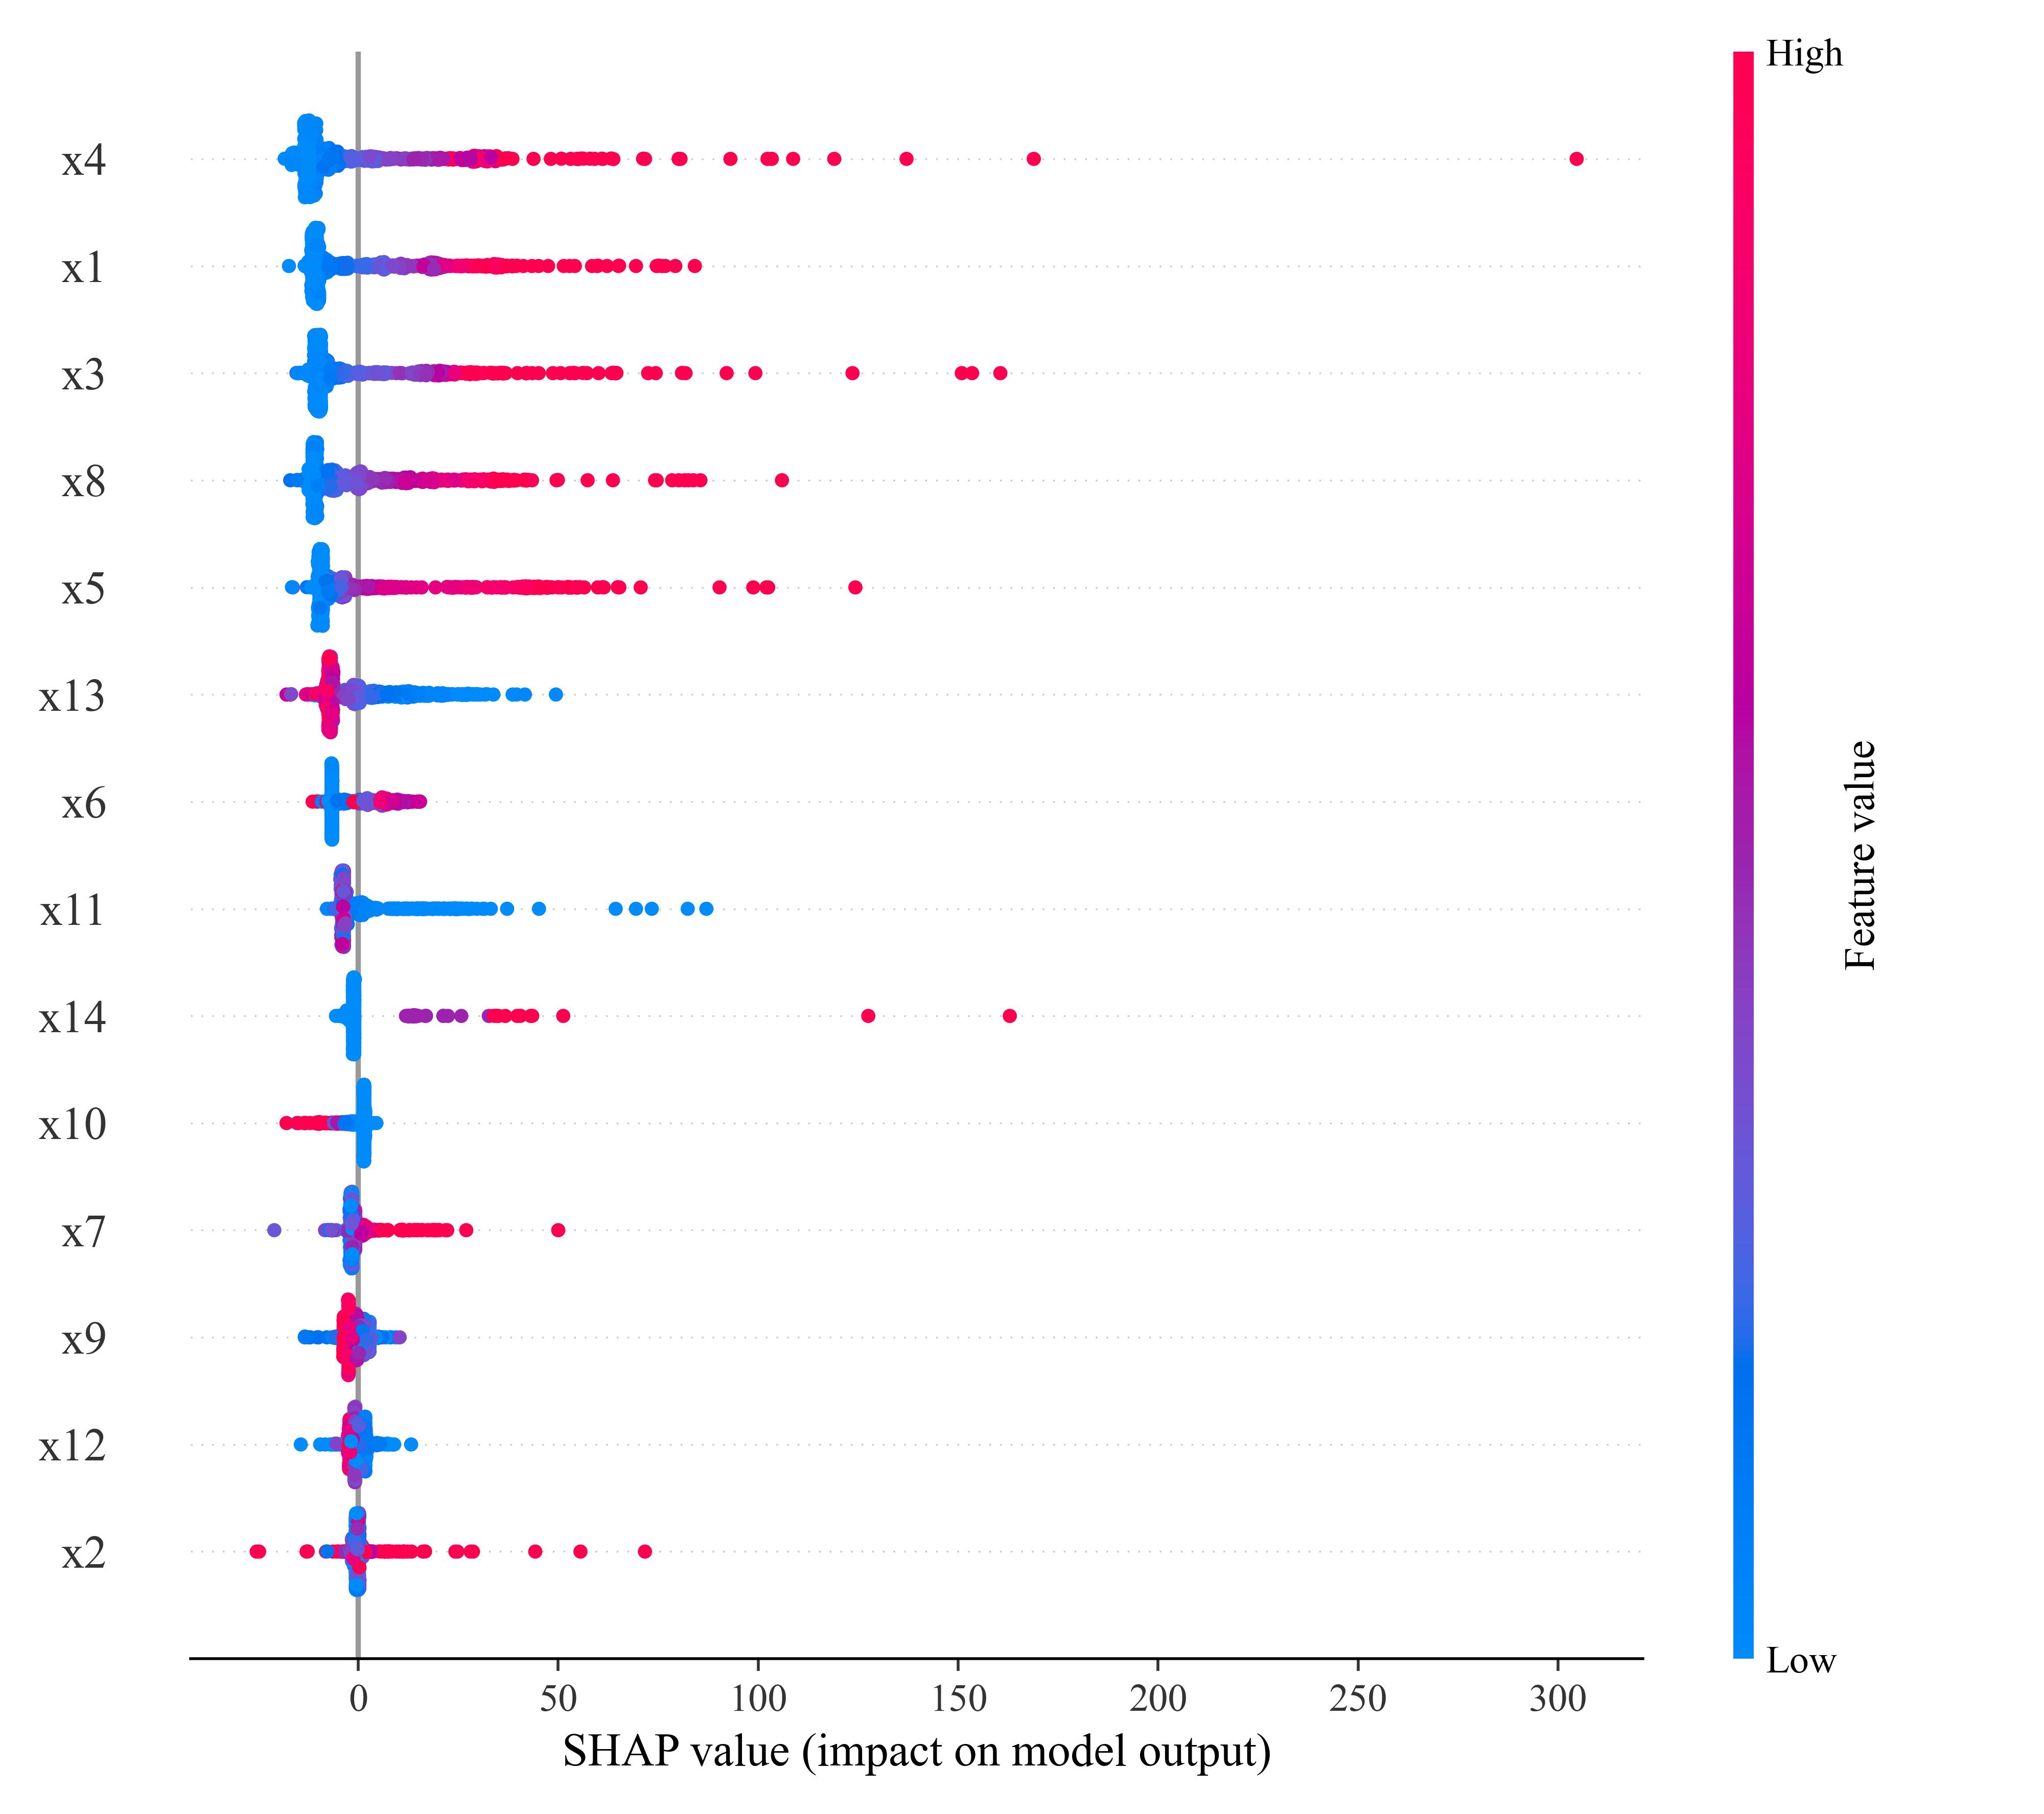 High
x4
x1
x3
x8
x5
x13
x6
x11
x14
x10
x7
x9
x12
x2
Feature value
Low
0 50 100 150 200 250 300
SHAP value (impact on model output)